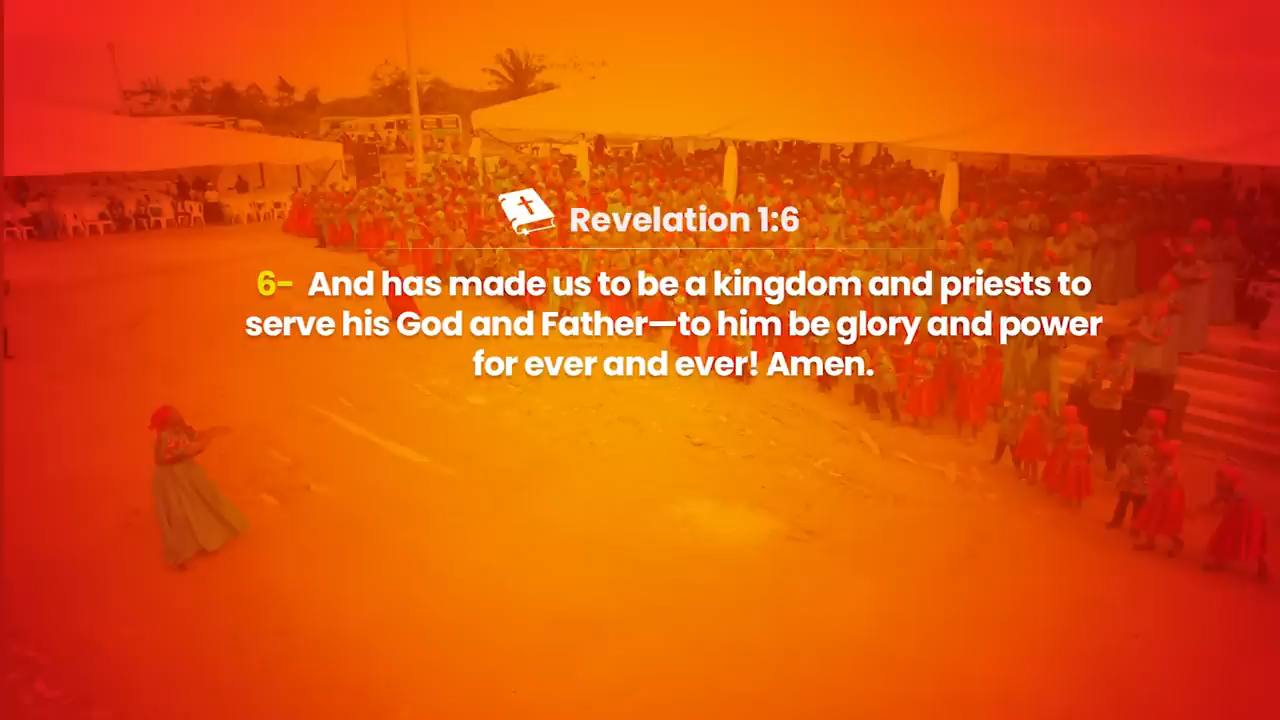 Revelation 1:6
6- And has made us to be a kingdom and priests to
serve his God and Father—to him be glory and power
for ever and ever! Amen.